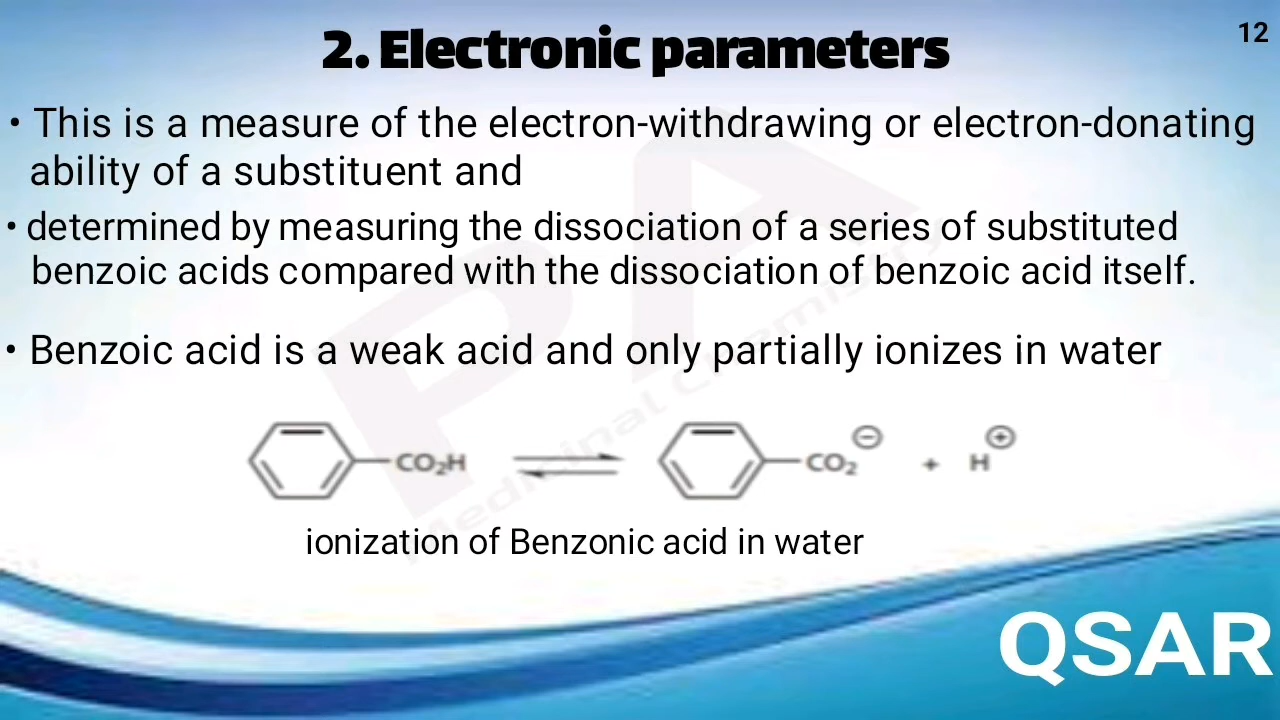 2. Electronic parameters
12
• This is a measure of the electron-withdrawing or electron-donating
ability of a substituent and
• determined by measuring the dissociation of a series of substituted
benzoic acids compared with the dissociation of benzoic acid itself.
• Benzoic acid is a weak acid and only partially ionizes in water
CO₂H ⇌ CO₂ ⊖ + H ⊕
ionization of Benzonic acid in water
QSAR
PA
Medicinal Chemistry